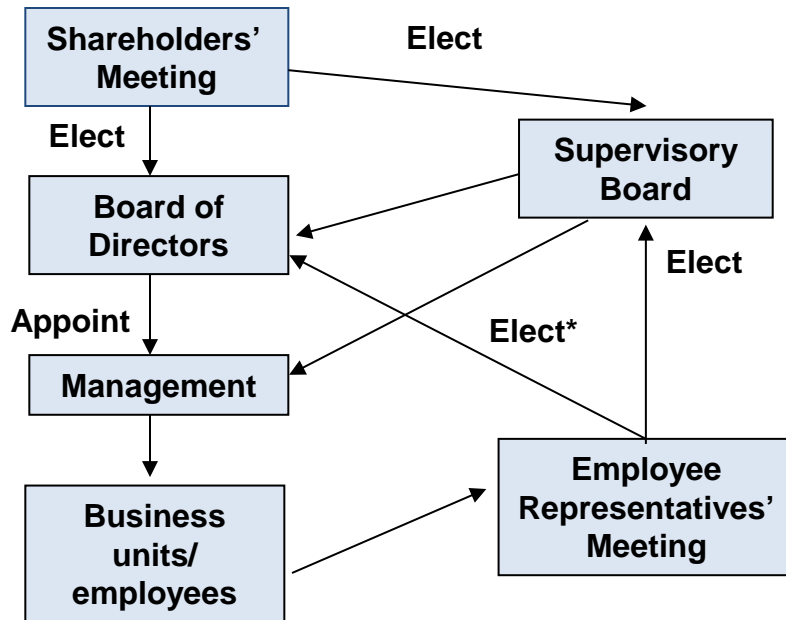 Shareholders’
Meeting
Elect
Elect
Supervisory
Board
Board of
Directors
Elect
Appoint
Elect*
Management
Employee
Representatives’
Meeting
Business
units/
employees